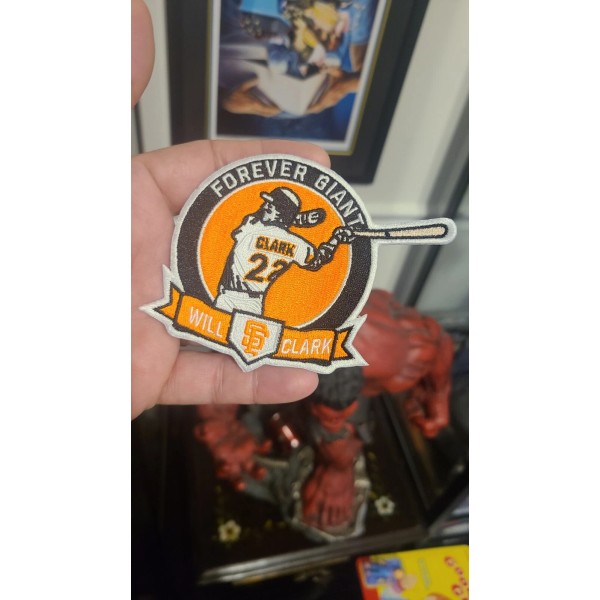 FOREVER GIANT
CLARK
22
WILL
SF
CLARK